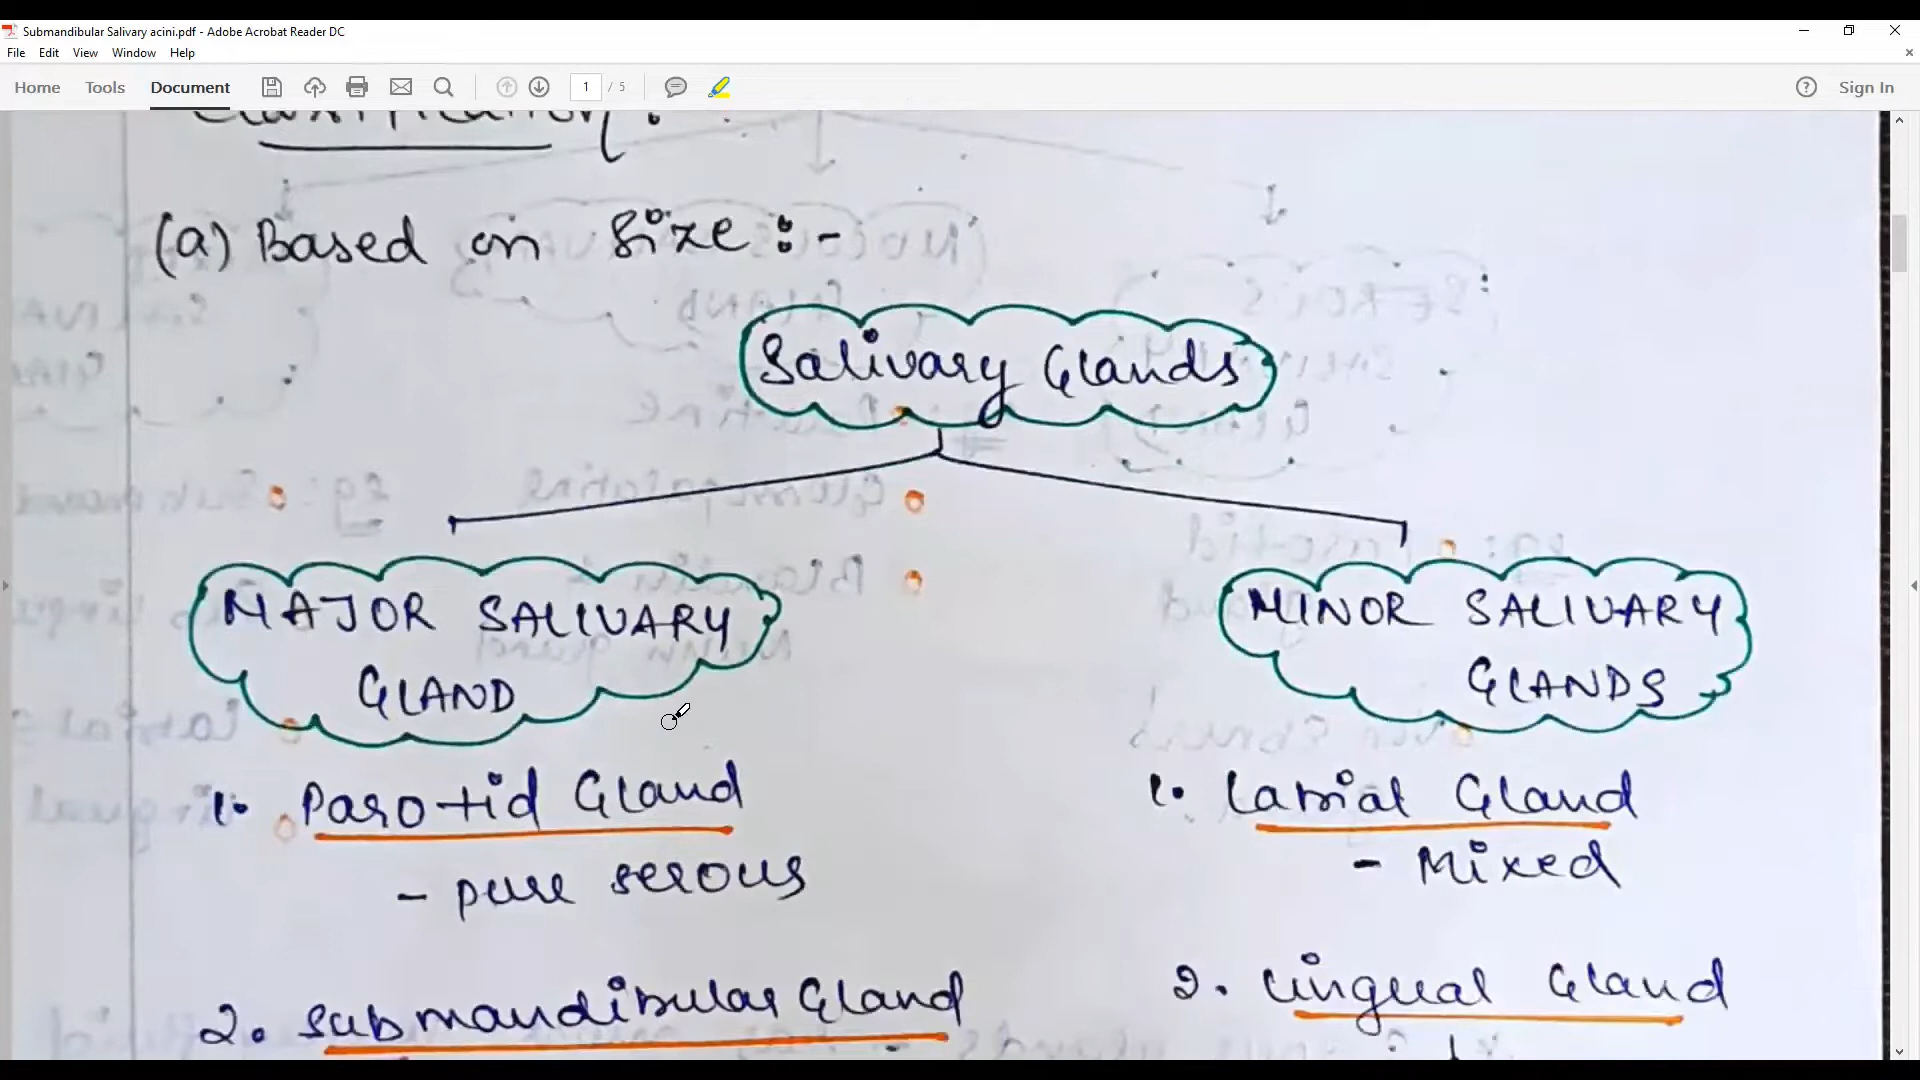 Submandibular Salivary acini.pdf - Adobe Acrobat Reader DC
File Edit View Window Help
Home Tools Document 1 / 5 Sign In
Classification :
(a) Based on Size :-
Salivary Glands
MAJOR SALIVARY
GLAND
MINOR SALIVARY
GLANDS
1. Parotid Gland
- pure serous
2. Submandibular Gland
1. Labial Gland
- Mixed
2. Lingual Gland